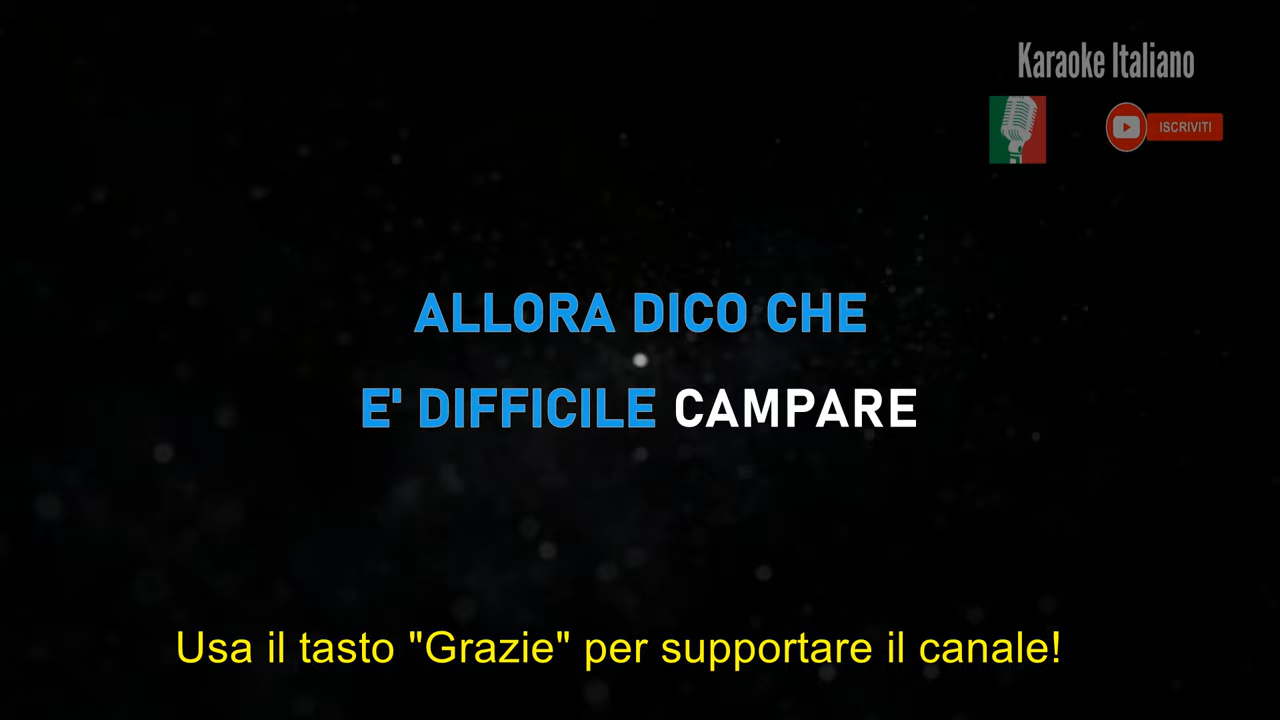 Karaoke Italiano
ISCRIVITI
ALLORA DICO CHE
E' DIFFICILE CAMPARE
Usa il tasto "Grazie" per supportare il canale!